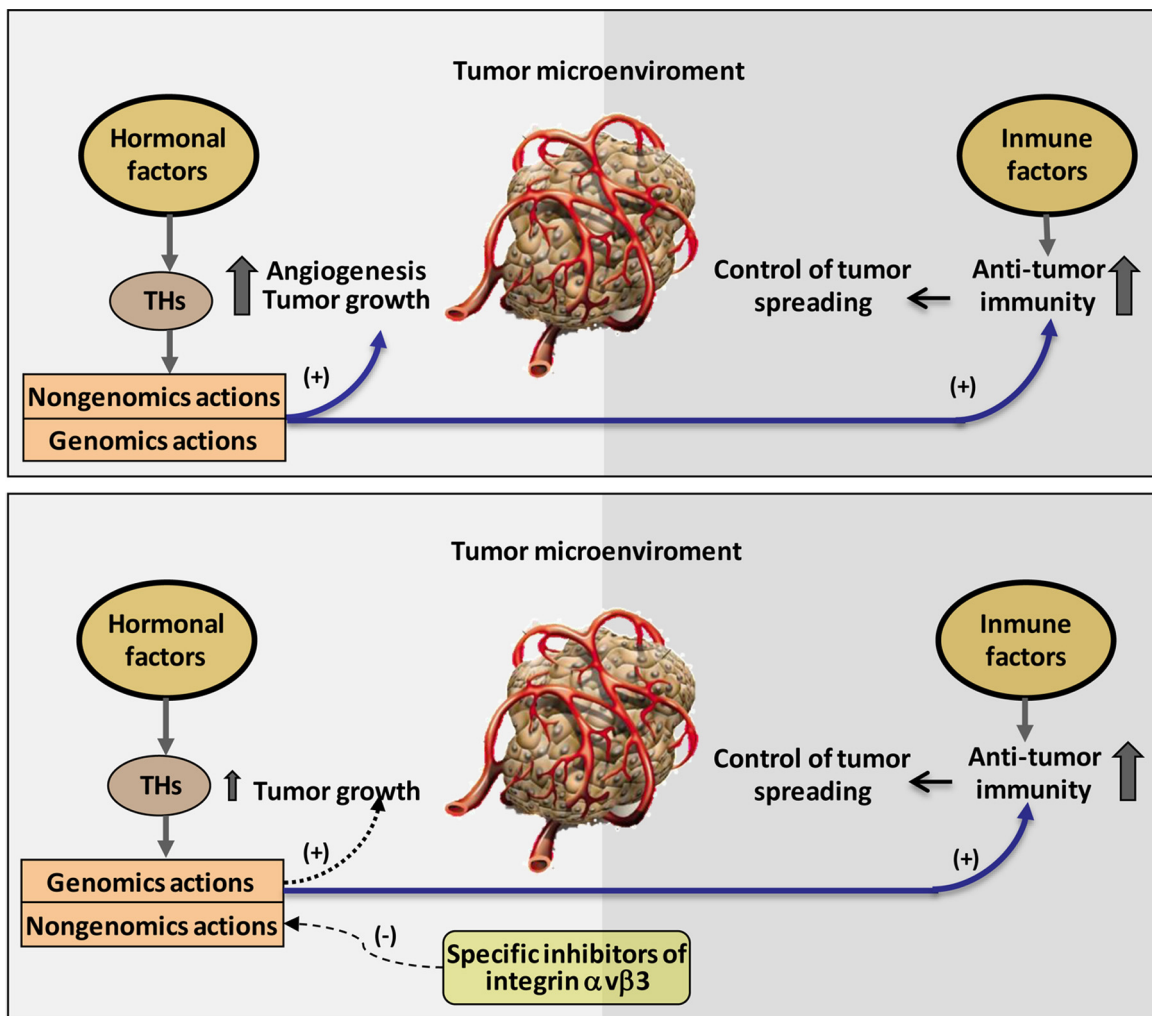 Tumor microenviroment
Hormonal
factors
Inmune
factors
THs
Angiogenesis
Tumor growth
Control of tumor
spreading
Anti-tumor
immunity
(+)
(+)
Nongenomics actions
Genomics actions
Tumor microenviroment
Hormonal
factors
Inmune
factors
THs
Tumor growth
Control of tumor
spreading
Anti-tumor
immunity
(+)
(+)
Genomics actions
Nongenomics actions
(-)
Specific inhibitors of
integrin αvβ3